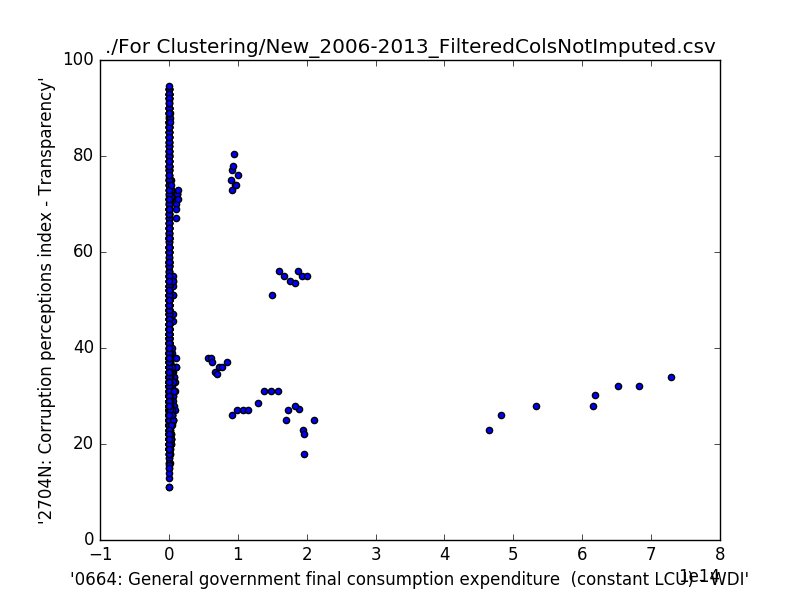 ./For Clustering/New_2006-2013_FilteredColsNotImputed.csv
100
80
60
40
20
0
'2704N: Corruption perceptions index - Transparency'
−1 0 1 2 3 4 5 6 7 8
1e14
'0664: General government final consumption expenditure (constant LCU) - WDI'